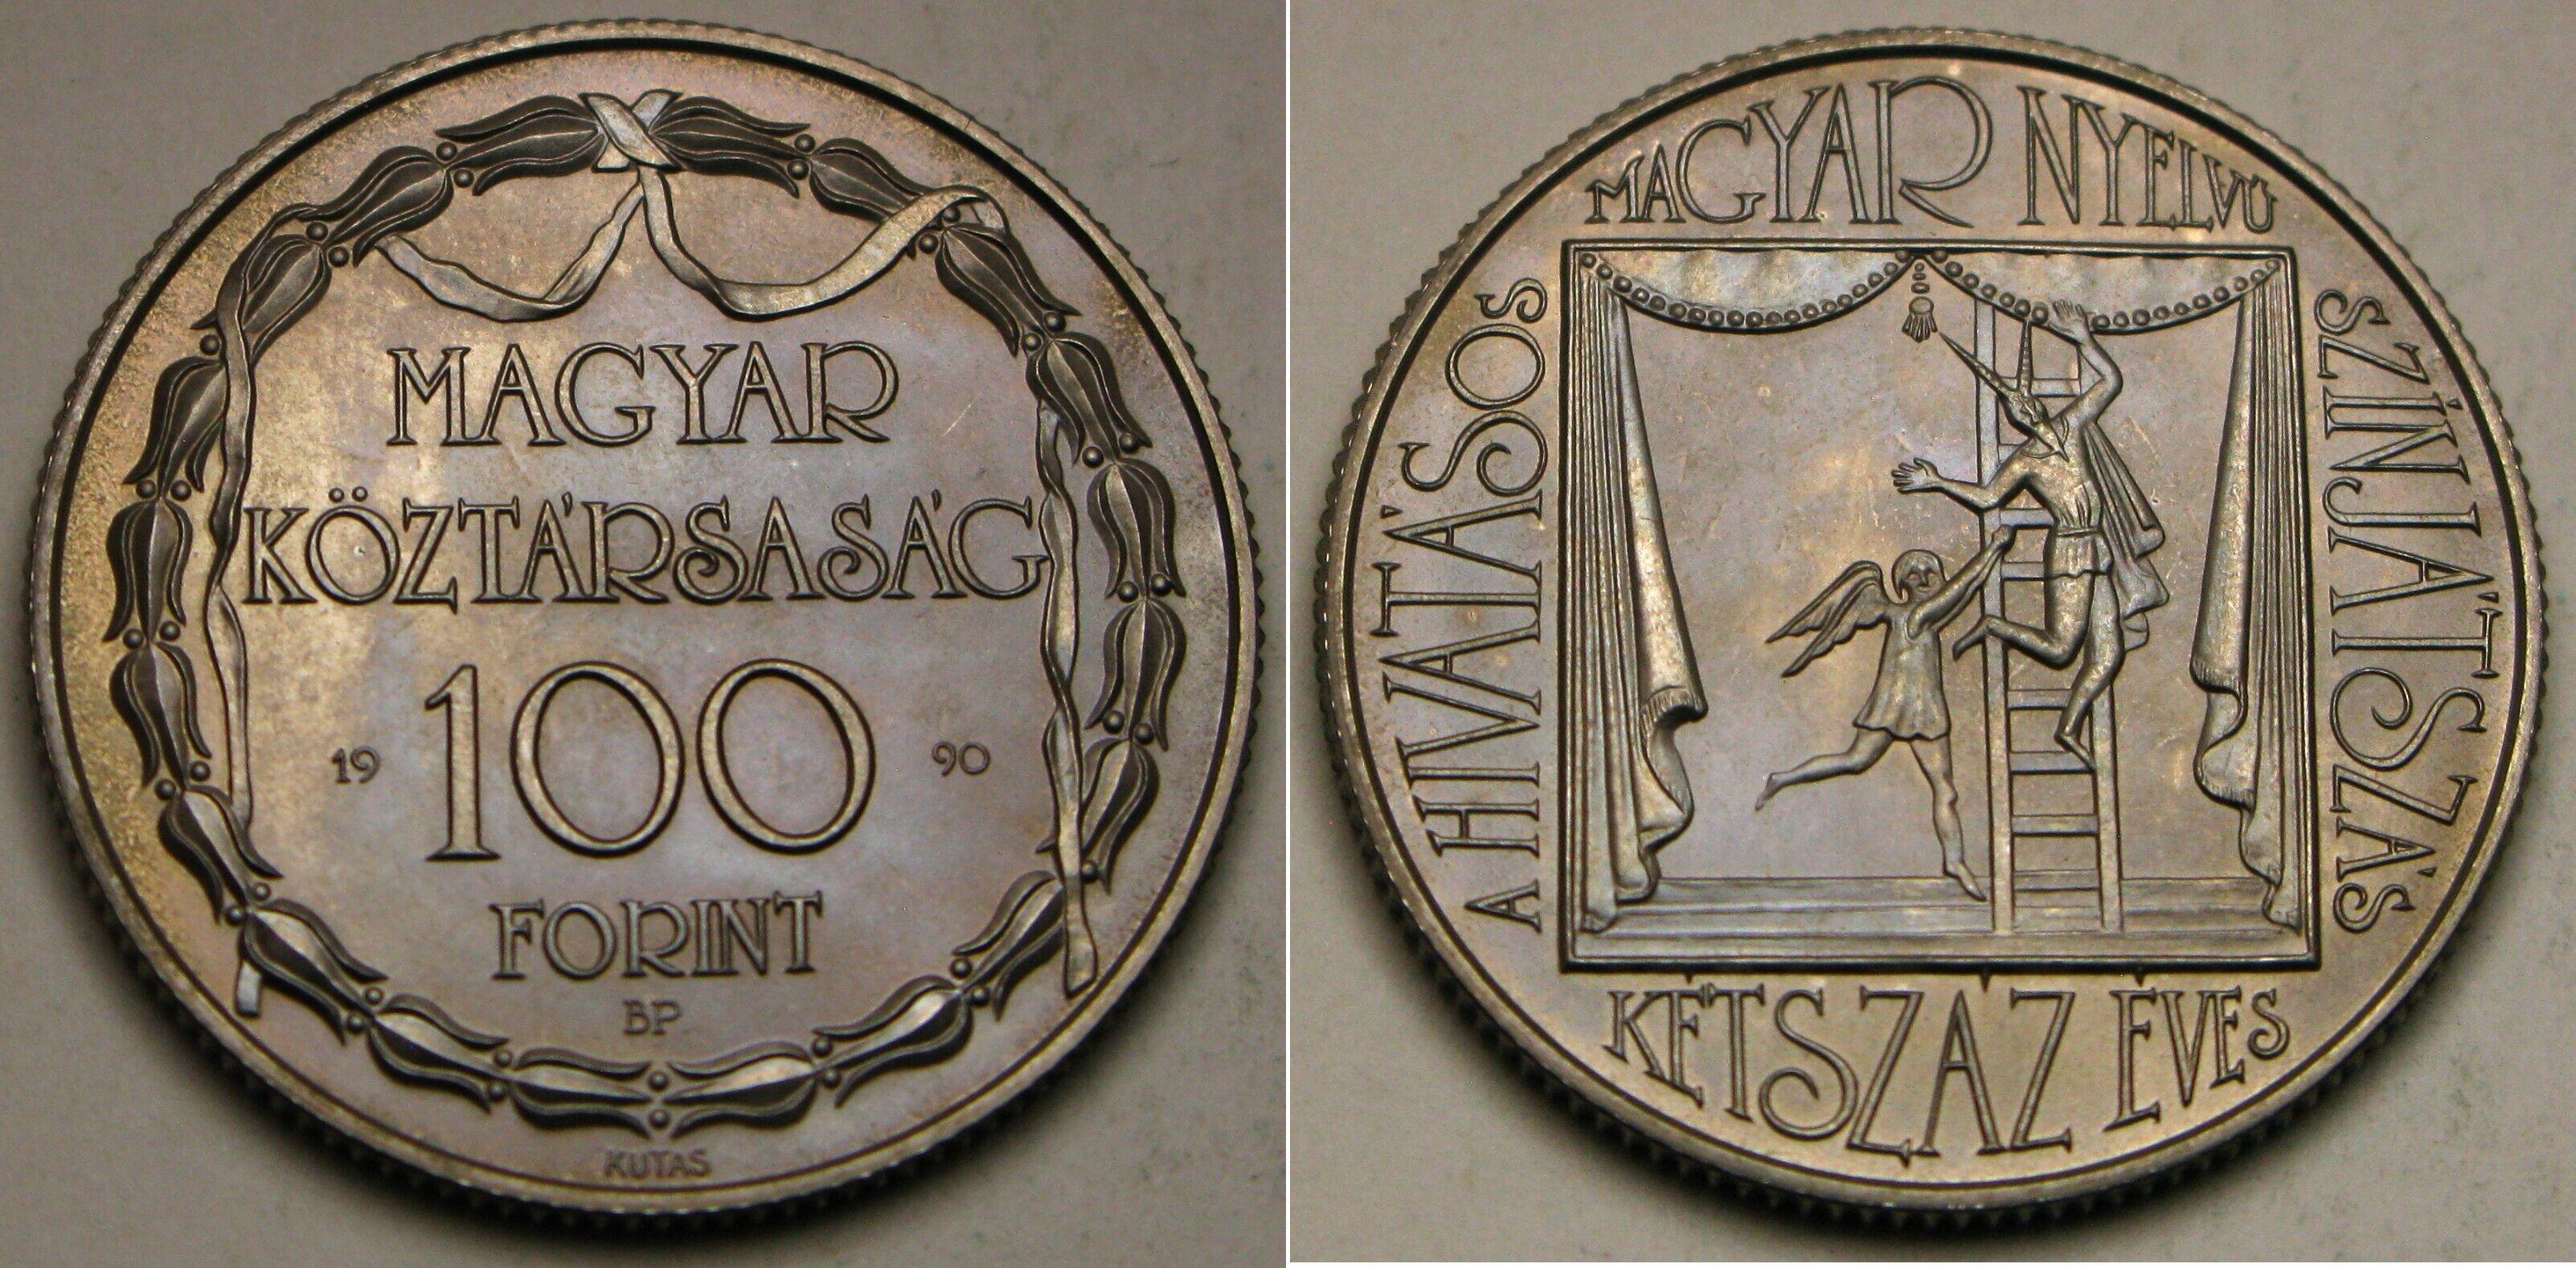 MAGYAR
KÖZTÁRSASÁG
19 100 90
FORINT
BP.
KUTAS
A HIVATÁSOS
MAGYAR NYELVŰ
SZÍNJÁTSZÁS
KÉTSZÁZ ÉVES